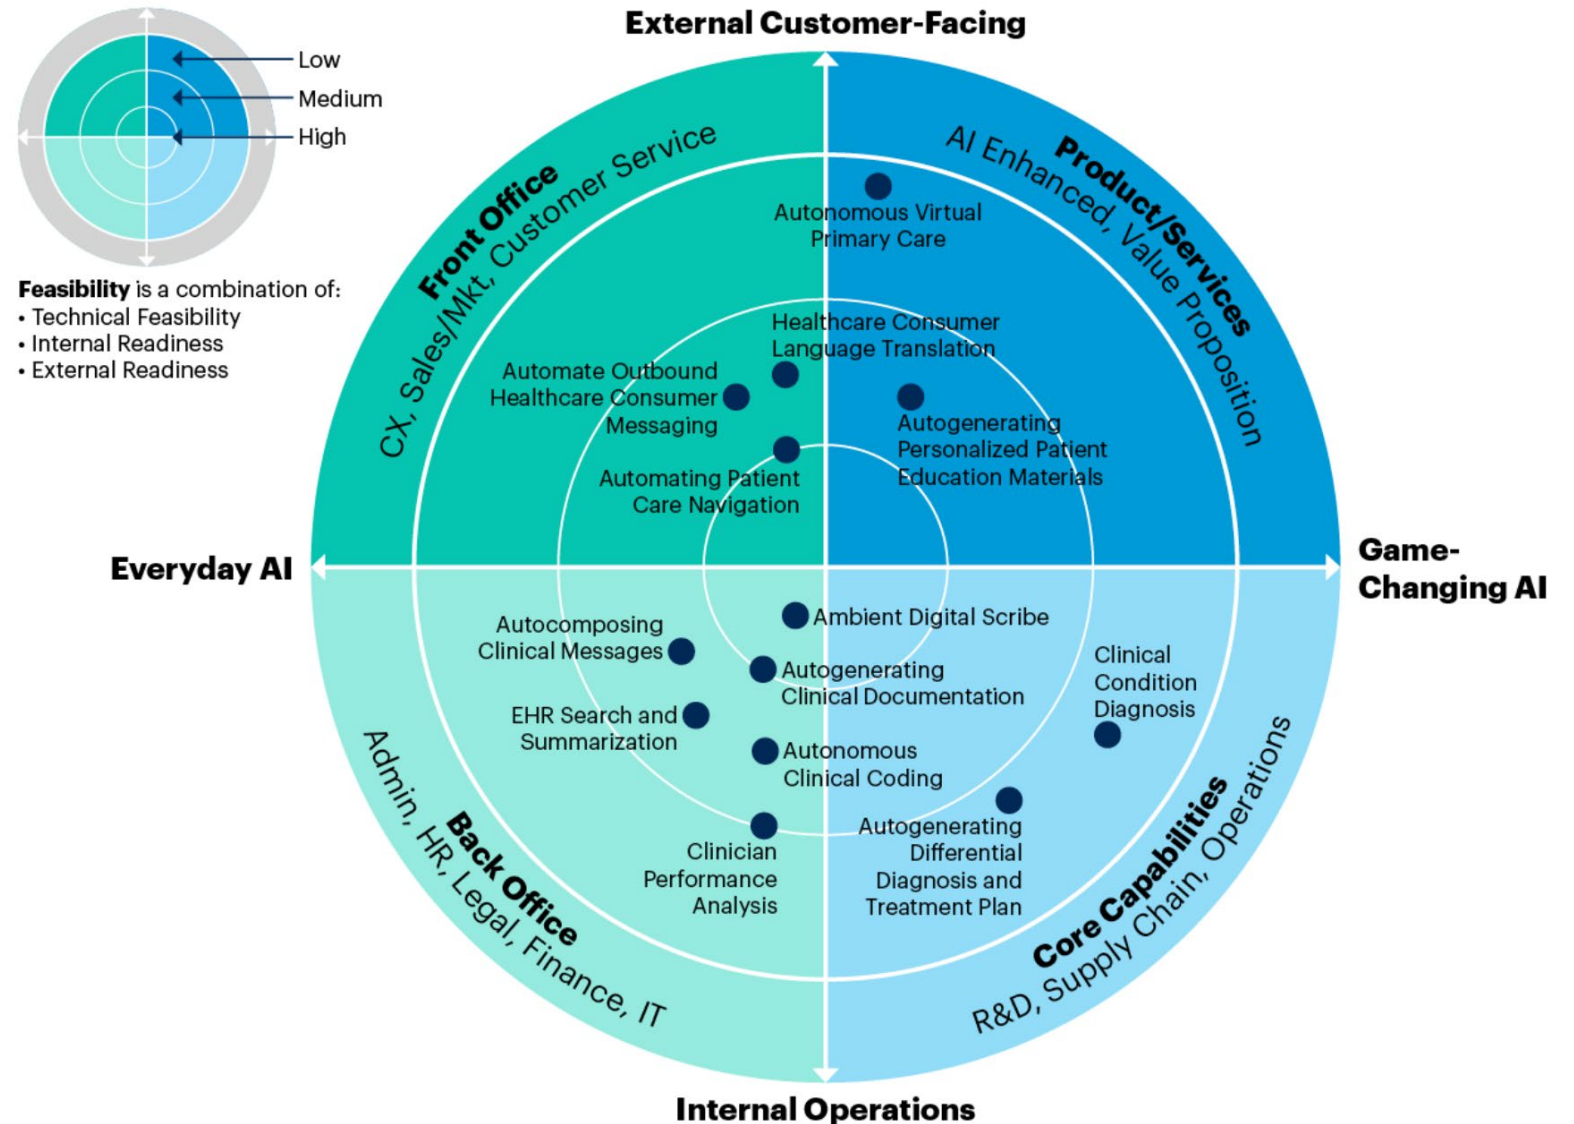 External Customer-Facing
Low
Medium
High
Feasibility is a combination of:
• Technical Feasibility
• Internal Readiness
• External Readiness
Front Office
CX, Sales/Mkt, Customer Service
Product/Services
AI Enhanced, Value Proposition
Autonomous Virtual
Primary Care
Healthcare Consumer
Language Translation
Automate Outbound
Healthcare Consumer
Messaging
Autogenerating
Personalized Patient
Education Materials
Automating Patient
Care Navigation
Everyday AI
Game-
Changing AI
Ambient Digital Scribe
Autocomposing
Clinical Messages
Autogenerating
Clinical Documentation
Clinical
Condition
Diagnosis
EHR Search and
Summarization
Autonomous
Clinical Coding
Autogenerating
Differential
Diagnosis and
Treatment Plan
Clinician
Performance
Analysis
Back Office
Admin, HR, Legal, Finance, IT
Core Capabilities
R&D, Supply Chain, Operations
Internal Operations